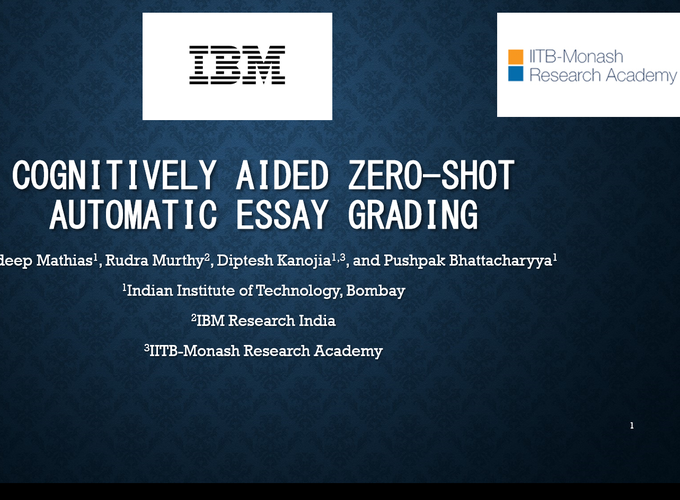 IBM
IITB-Monash
Research Academy
COGNITIVELY AIDED ZERO-SHOT
AUTOMATIC ESSAY GRADING
Mathias¹, Rudra Murthy², Diptesh Kanojia¹,³, and Pushpak Bhattacharyya¹
¹Indian Institute of Technology, Bombay
²IBM Research India
³IITB-Monash Research Academy
1